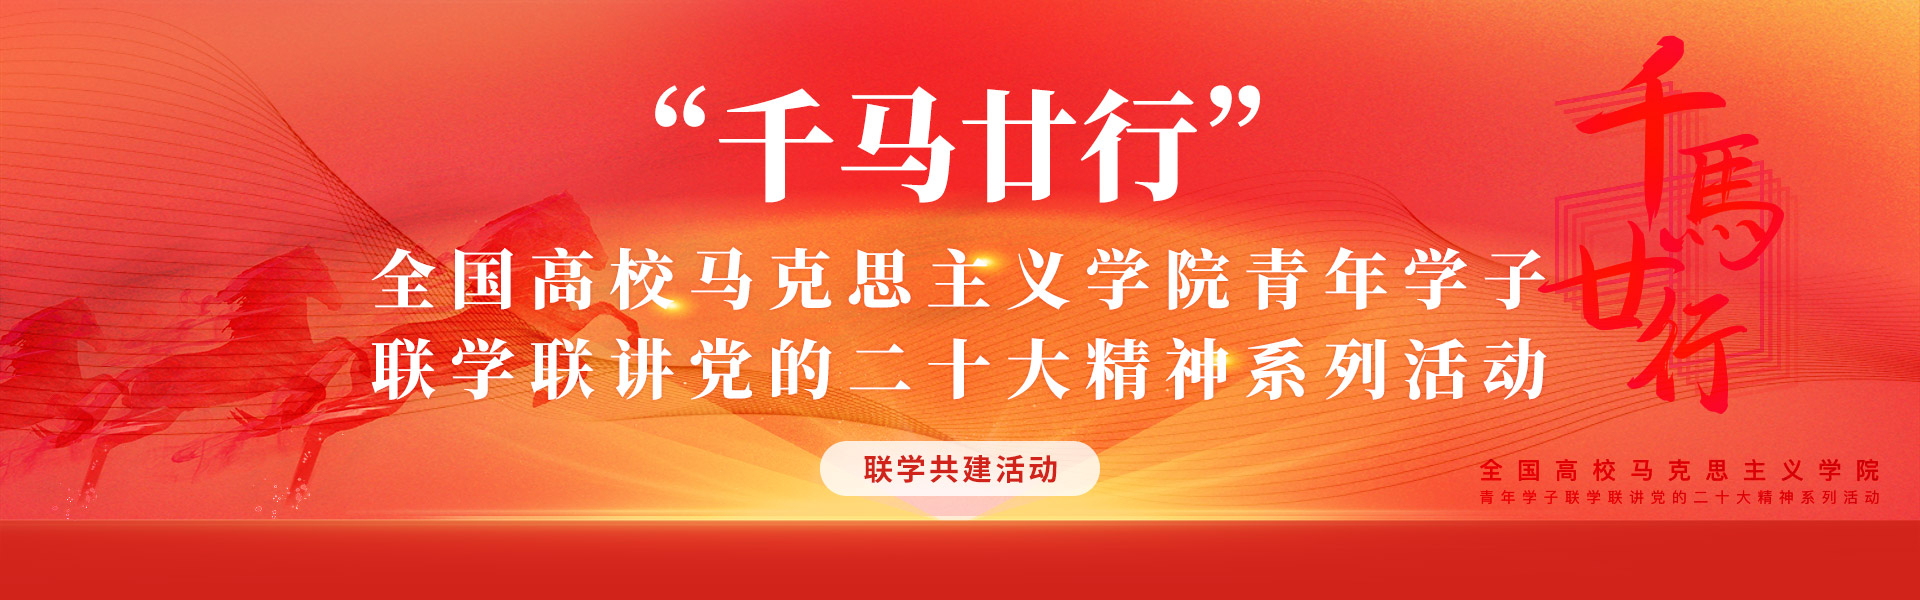 “千马廿行”
全国高校马克思主义学院青年学子
联学联讲党的二十大精神系列活动
联学共建活动
千馬
廿行
全国高校马克思主义学院
青年学子联学联讲党的二十大精神系列活动